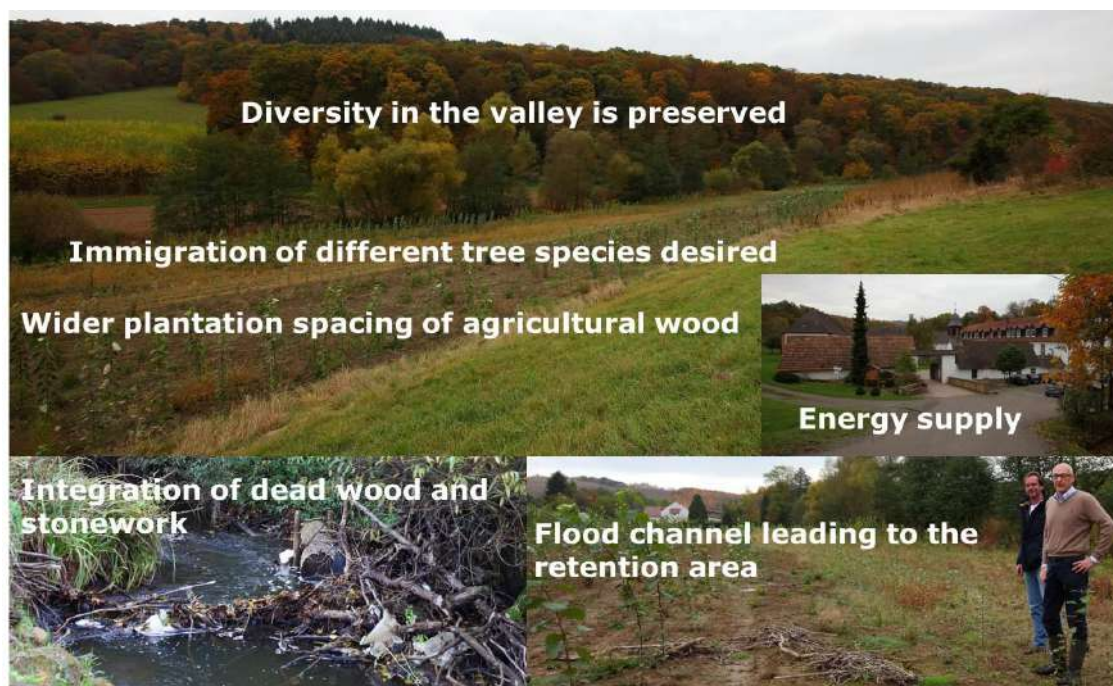 Diversity in the valley is preserved
Immigration of different tree species desired
Wider plantation spacing of agricultural wood
Energy supply
Integration of dead wood and
stonework
Flood channel leading to the
retention area